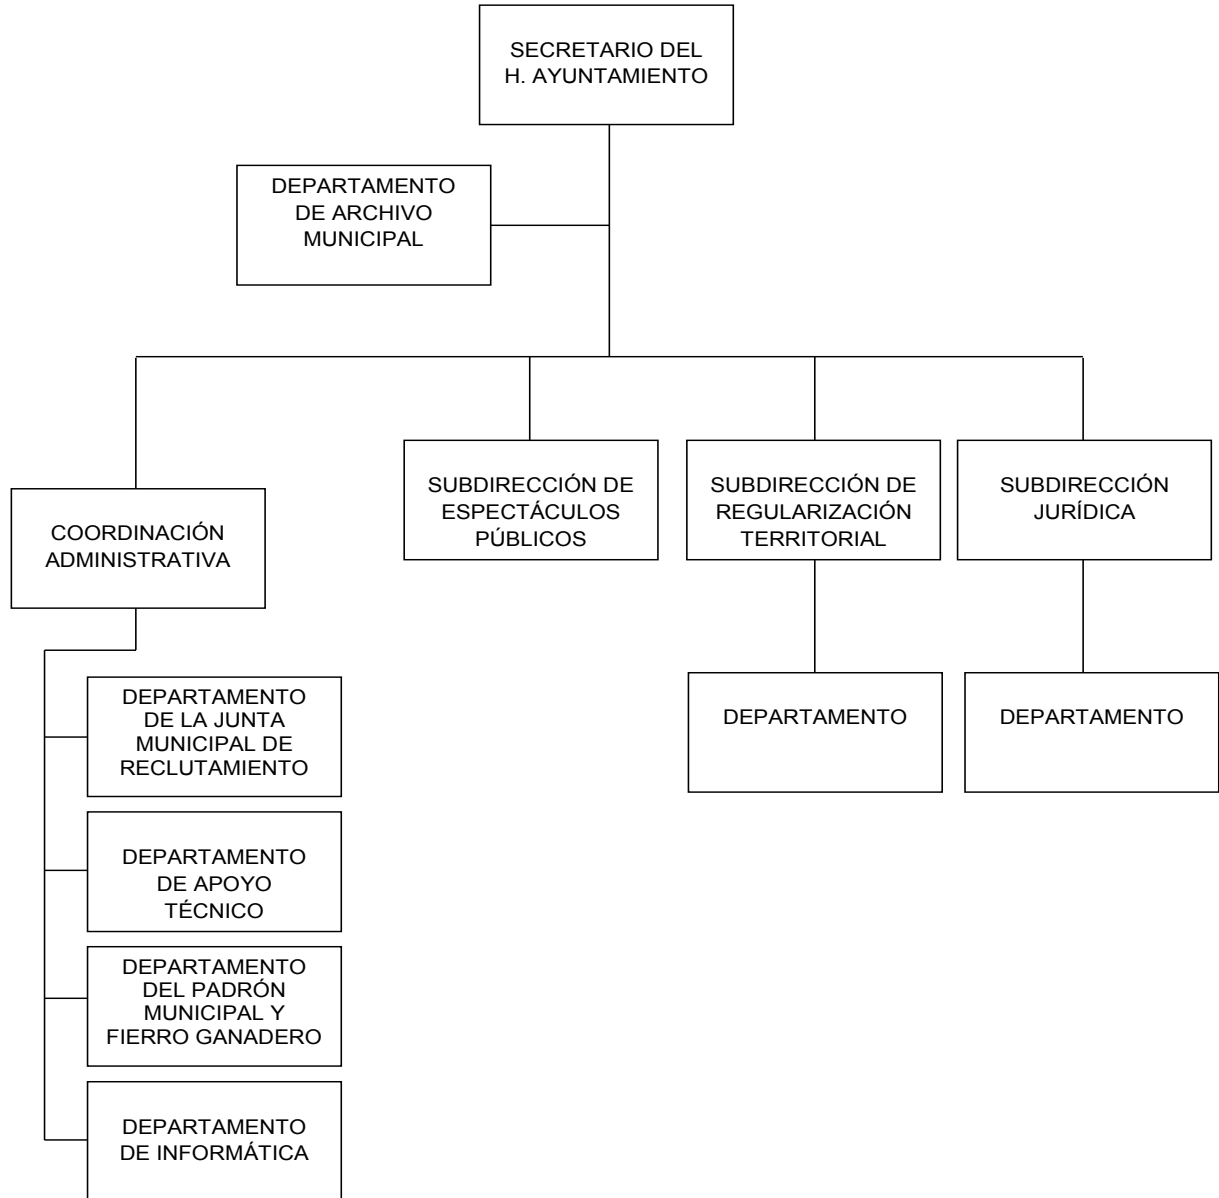 SECRETARIO DEL
H. AYUNTAMIENTO
DEPARTAMENTO
DE ARCHIVO
MUNICIPAL
COORDINACIÓN
ADMINISTRATIVA
SUBDIRECCIÓN DE
ESPECTÁCULOS
PÚBLICOS
SUBDIRECCIÓN DE
REGULARIZACIÓN
TERRITORIAL
SUBDIRECCIÓN
JURÍDICA
DEPARTAMENTO
DE LA JUNTA
MUNICIPAL DE
RECLUTAMIENTO
DEPARTAMENTO
DE APOYO
TÉCNICO
DEPARTAMENTO
DEL PADRÓN
MUNICIPAL Y
FIERRO GANADERO
DEPARTAMENTO
DE INFORMÁTICA
DEPARTAMENTO
DEPARTAMENTO